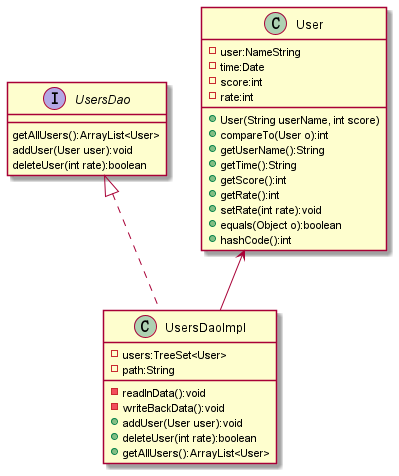 C User
user:NameString
time:Date
score:int
rate:int
User(String userName, int score)
compareTo(User o):int
getUserName():String
getTime():String
getScore():int
getRate():int
setRate(int rate):void
equals(Object o):boolean
hashCode():int
I UsersDao
getAllUsers():ArrayList<User>
addUser(User user):void
deleteUser(int rate):boolean
C UsersDaoImpl
users:TreeSet<User>
path:String
readInData():void
writeBackData():void
addUser(User user):void
deleteUser(int rate):boolean
getAllUsers():ArrayList<User>